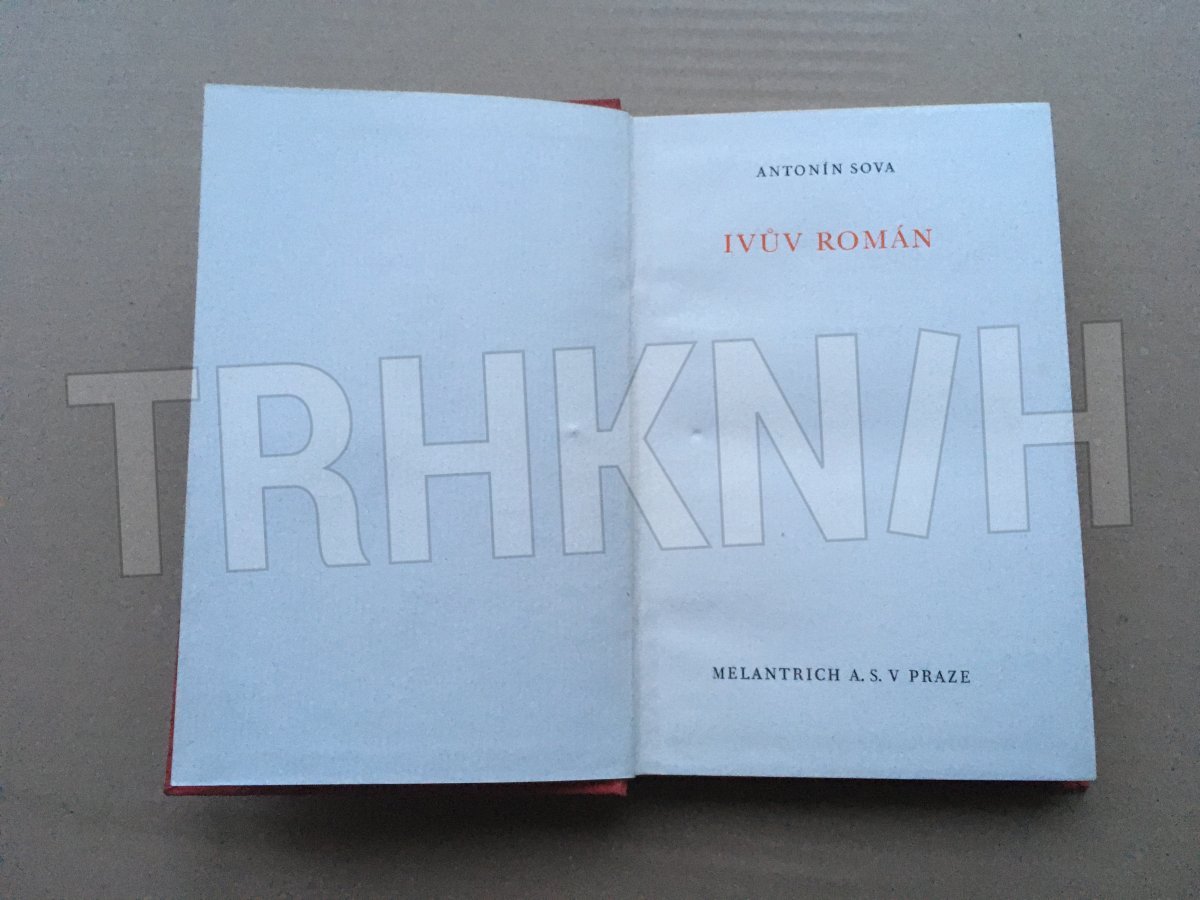 ANTONÍN SOVA
IVŮV ROMÁN
TRHKNIH
MELANTRICH A. S. V PRAZE